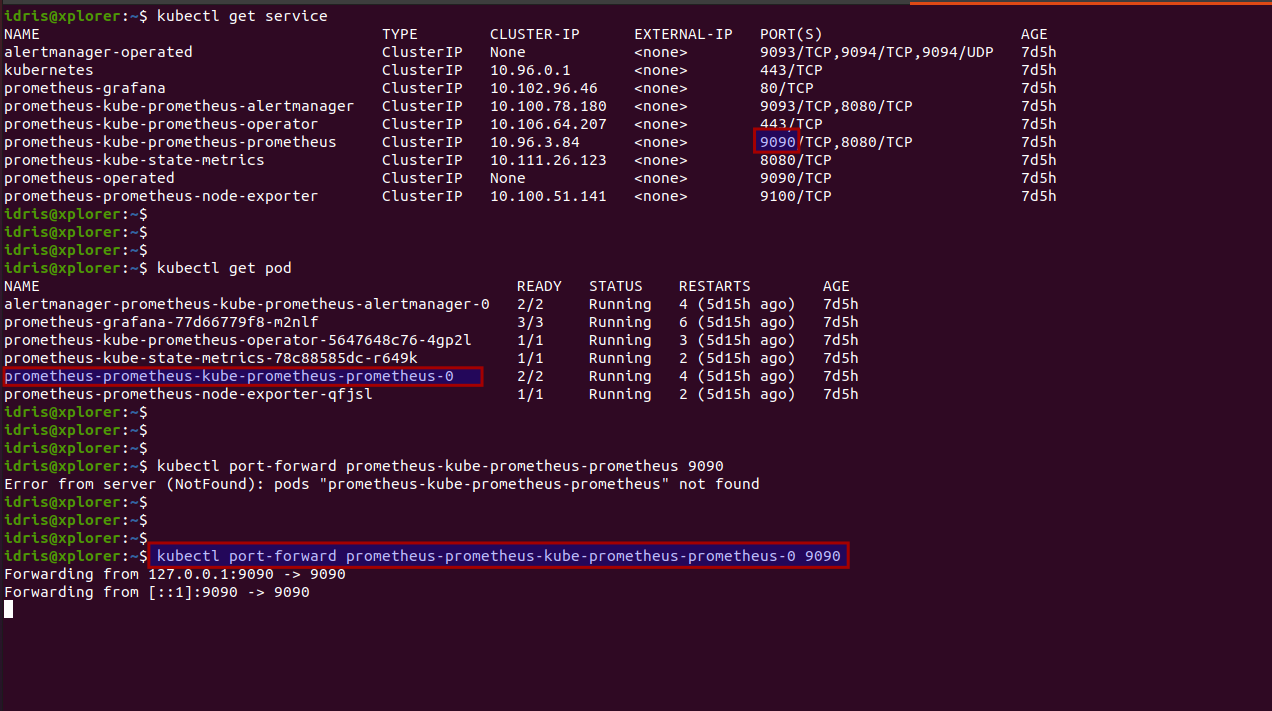 idris@xplorer:~$ kubectl get service
NAME TYPE CLUSTER-IP EXTERNAL-IP PORT(S) AGE
alertmanager-operated ClusterIP None <none> 9093/TCP,9094/TCP,9094/UDP 7d5h
kubernetes ClusterIP 10.96.0.1 <none> 443/TCP 7d5h
prometheus-grafana ClusterIP 10.102.96.46 <none> 80/TCP 7d5h
prometheus-kube-prometheus-alertmanager ClusterIP 10.100.78.180 <none> 9093/TCP,8080/TCP 7d5h
prometheus-kube-prometheus-operator ClusterIP 10.106.64.207 <none> 443/TCP 7d5h
prometheus-kube-prometheus-prometheus ClusterIP 10.96.3.84 <none> 9090/TCP,8080/TCP 7d5h
prometheus-kube-state-metrics ClusterIP 10.111.26.123 <none> 8080/TCP 7d5h
prometheus-operated ClusterIP None <none> 9090/TCP 7d5h
prometheus-prometheus-node-exporter ClusterIP 10.100.51.141 <none> 9100/TCP 7d5h
idris@xplorer:~$
idris@xplorer:~$
idris@xplorer:~$
idris@xplorer:~$ kubectl get pod
NAME READY STATUS RESTARTS AGE
alertmanager-prometheus-kube-prometheus-alertmanager-0 2/2 Running 4 (5d15h ago) 7d5h
prometheus-grafana-77d66779f8-m2nlf 3/3 Running 6 (5d15h ago) 7d5h
prometheus-kube-prometheus-operator-5647648c76-4gp2l 1/1 Running 3 (5d15h ago) 7d5h
prometheus-kube-state-metrics-78c88585dc-r649k 1/1 Running 2 (5d15h ago) 7d5h
prometheus-prometheus-kube-prometheus-prometheus-0 2/2 Running 4 (5d15h ago) 7d5h
prometheus-prometheus-node-exporter-qfjsl 1/1 Running 2 (5d15h ago) 7d5h
idris@xplorer:~$
idris@xplorer:~$
idris@xplorer:~$
idris@xplorer:~$ kubectl port-forward prometheus-kube-prometheus-prometheus 9090
Error from server (NotFound): pods "prometheus-kube-prometheus-prometheus" not found
idris@xplorer:~$
idris@xplorer:~$
idris@xplorer:~$
idris@xplorer:~$ kubectl port-forward prometheus-prometheus-kube-prometheus-prometheus-0 9090
Forwarding from 127.0.0.1:9090 -> 9090
Forwarding from [::1]:9090 -> 9090